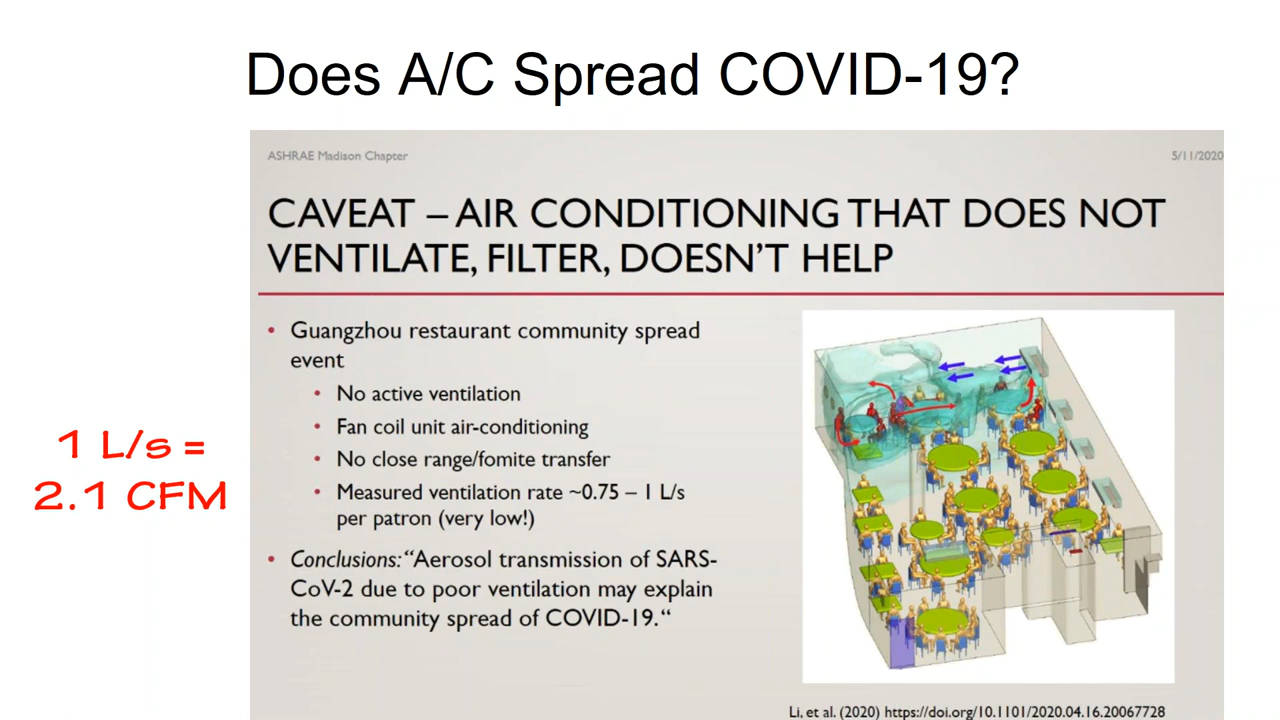 Does A/C Spread COVID-19?
ASHRAE Madison Chapter
5/11/2020
CAVEAT – AIR CONDITIONING THAT DOES NOT
VENTILATE, FILTER, DOESN'T HELP
• Guangzhou restaurant community spread
event
• No active ventilation
• Fan coil unit air-conditioning
• No close range/fomite transfer
• Measured ventilation rate ~0.75 – 1 L/s
per patron (very low!)
• Conclusions: “Aerosol transmission of SARS-
CoV-2 due to poor ventilation may explain
the community spread of COVID-19.“
1 L/s =
2.1 CFM
Li, et al. (2020) https://doi.org/10.1101/2020.04.16.20067728